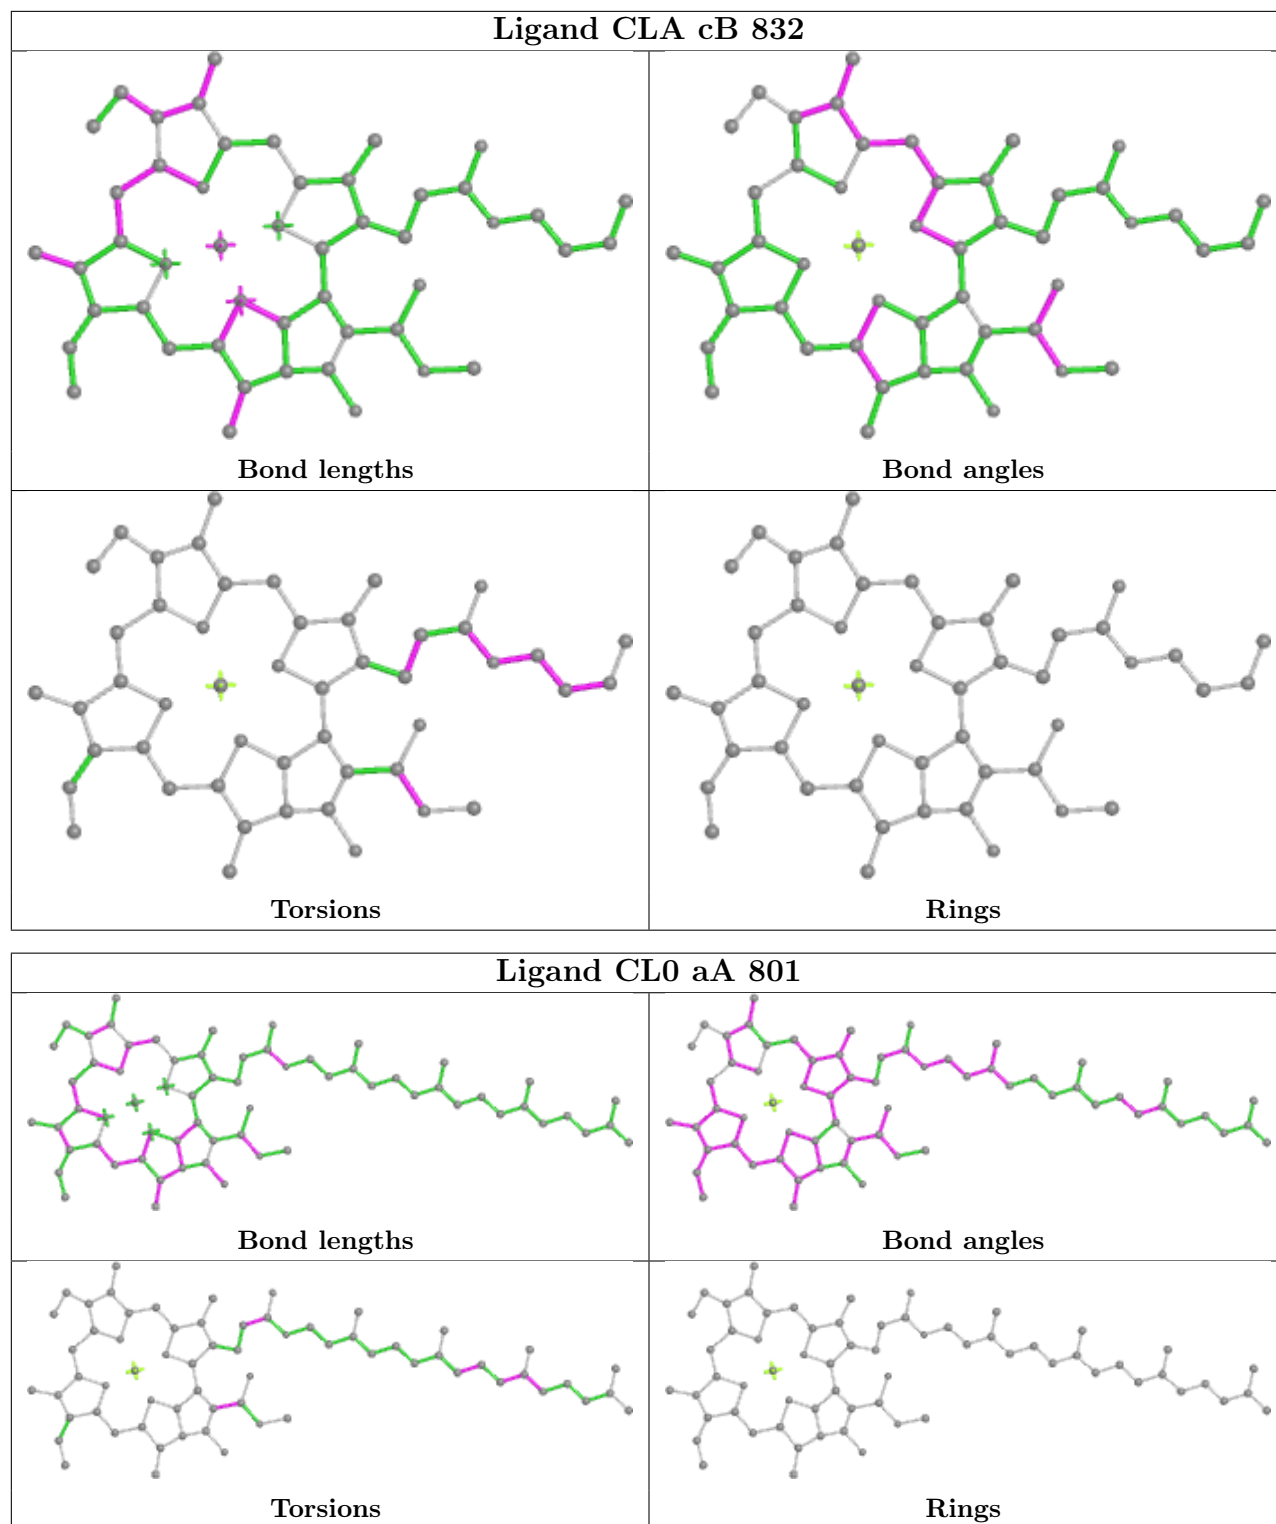 Ligand CLA cB 832
Bond lengths
Bond angles
Torsions
Rings
Ligand CL0 aA 801
Bond lengths
Bond angles
Torsions
Rings